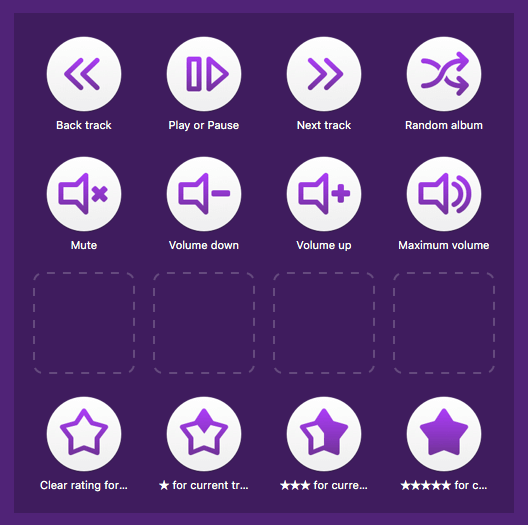 Back track
Play or Pause
Next track
Random album
Mute
Volume down
Volume up
Maximum volume
Clear rating for...
★ for current tr...
★★★ for curre...
★★★★★ for c...